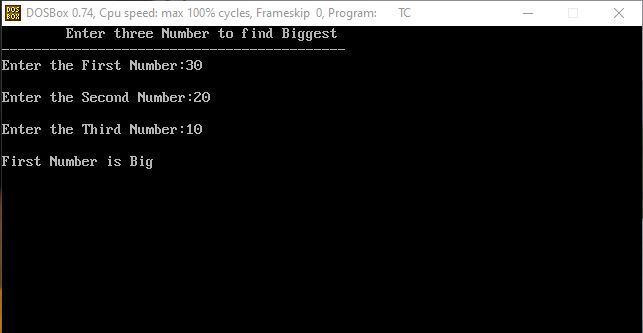 DOSBox 0.74, Cpu speed: max 100% cycles, Frameskip 0, Program: TC
Enter three Number to find Biggest
-------------------------------------------
Enter the First Number:30
Enter the Second Number:20
Enter the Third Number:10
First Number is Big